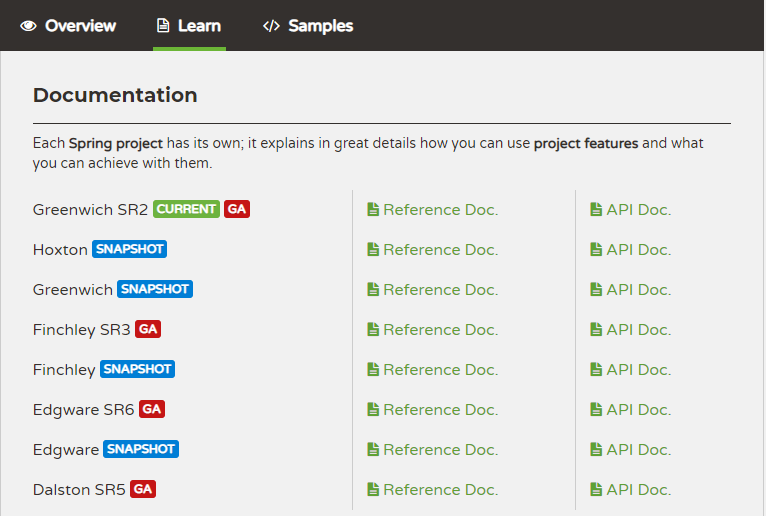 Overview Learn </> Samples
Documentation
Each Spring project has its own; it explains in great details how you can use project features and what
you can achieve with them.
Greenwich SR2 CURRENT GA Reference Doc. API Doc.
Hoxton SNAPSHOT Reference Doc. API Doc.
Greenwich SNAPSHOT Reference Doc. API Doc.
Finchley SR3 GA Reference Doc. API Doc.
Finchley SNAPSHOT Reference Doc. API Doc.
Edgware SR6 GA Reference Doc. API Doc.
Edgware SNAPSHOT Reference Doc. API Doc.
Dalston SR5 GA Reference Doc. API Doc.